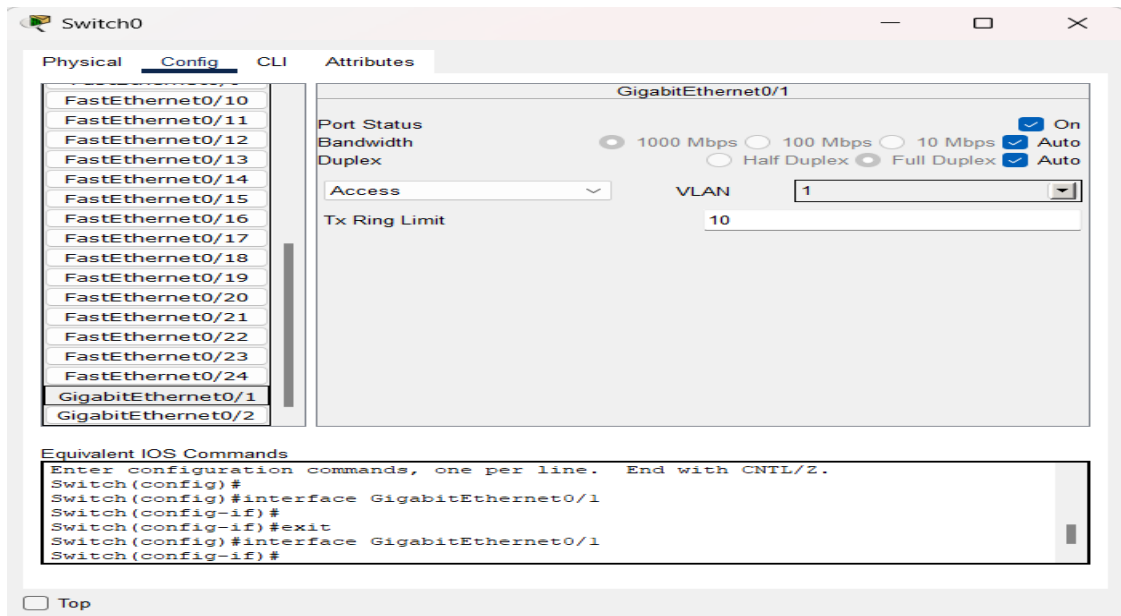 Switch0
Physical Config CLI Attributes
FastEthernet0/10
FastEthernet0/11
FastEthernet0/12
FastEthernet0/13
FastEthernet0/14
FastEthernet0/15
FastEthernet0/16
FastEthernet0/17
FastEthernet0/18
FastEthernet0/19
FastEthernet0/20
FastEthernet0/21
FastEthernet0/22
FastEthernet0/23
FastEthernet0/24
GigabitEthernet0/1
GigabitEthernet0/2
GigabitEthernet0/1
Port Status On
Bandwidth 1000 Mbps 100 Mbps 10 Mbps Auto
Duplex Half Duplex Full Duplex Auto
Access VLAN 1
Tx Ring Limit 10
Equivalent IOS Commands
Enter configuration commands, one per line. End with CNTL/Z.
Switch(config)#
Switch(config)#interface GigabitEthernet0/1
Switch(config-if)#
Switch(config-if)#exit
Switch(config)#interface GigabitEthernet0/1
Switch(config-if)#
Top